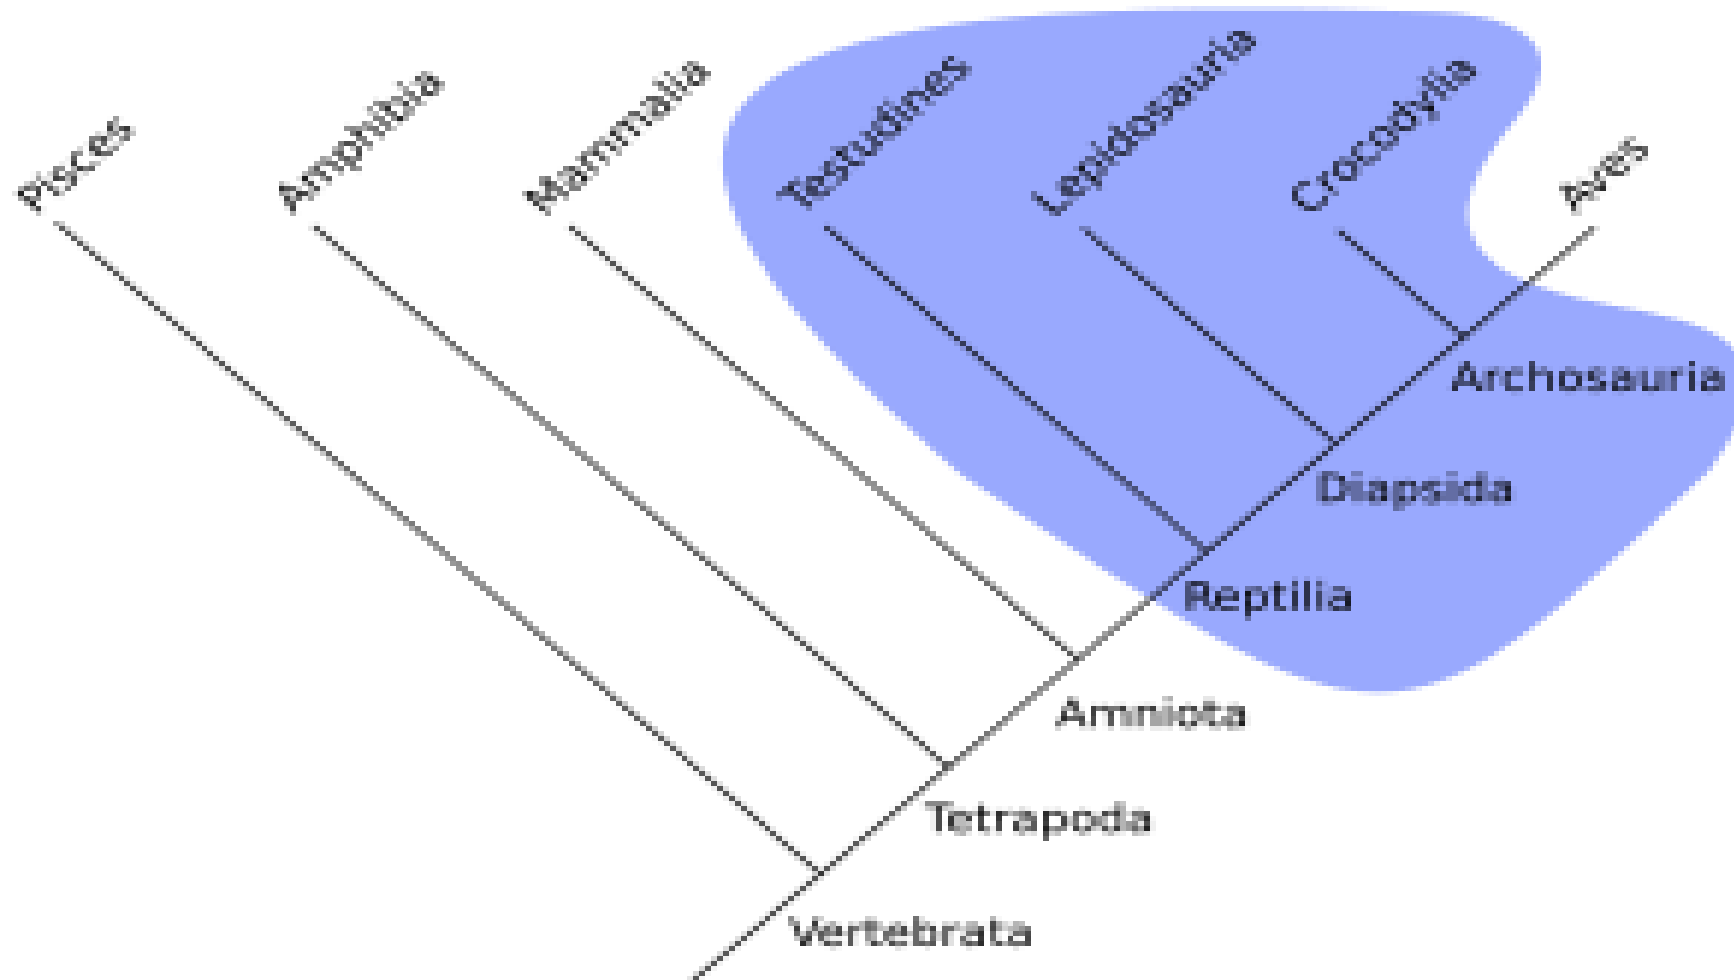 Pisces
Amphibia
Mammalia
Testudines
Lepidosauria
Crocodylia
Aves
Archosauria
Diapsida
Reptilia
Amniota
Tetrapoda
Vertebrata